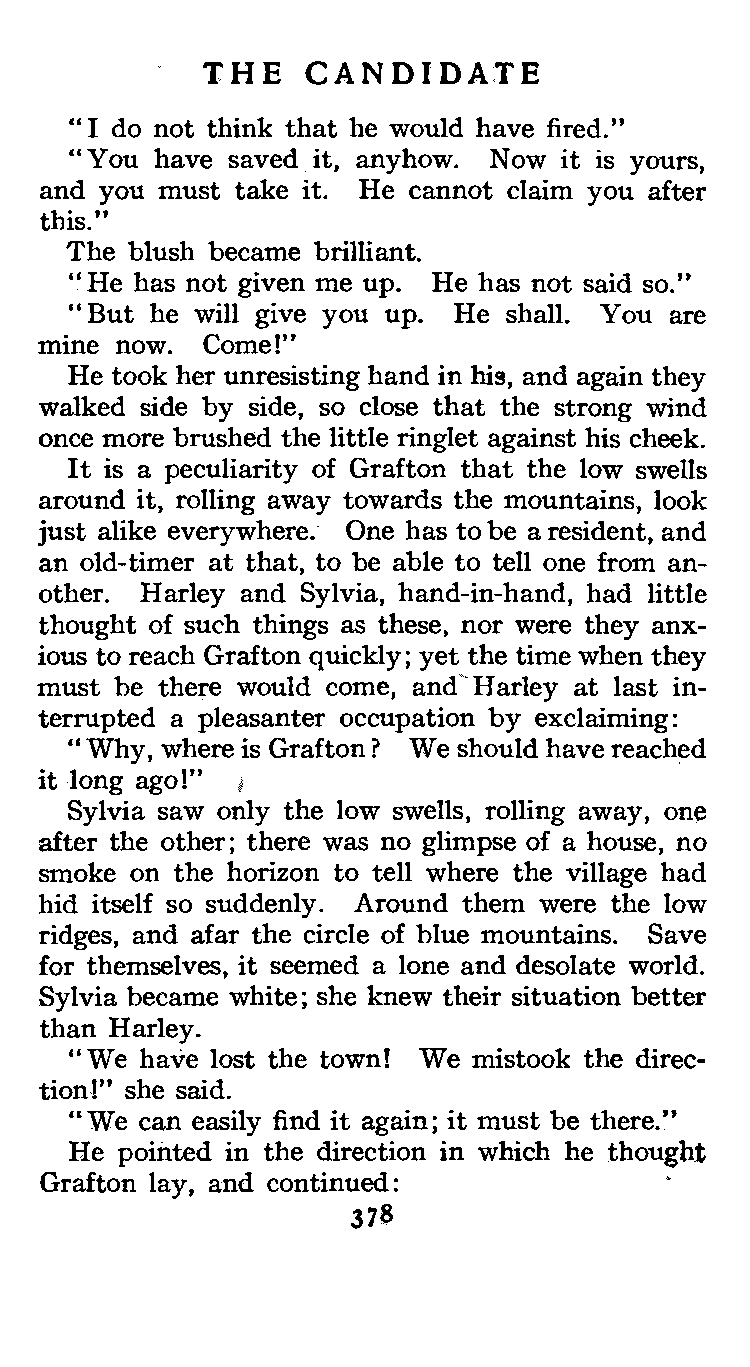 THE CANDIDATE
"I do not think that he would have fired."
"You have saved it, anyhow. Now it is yours,
and you must take it. He cannot claim you after
this."
The blush became brilliant.
"He has not given me up. He has not said so."
"But he will give you up. He shall. You are
mine now. Come!"
He took her unresisting hand in his, and again they
walked side by side, so close that the strong wind
once more brushed the little ringlet against his cheek.
It is a peculiarity of Grafton that the low swells
around it, rolling away towards the mountains, look
just alike everywhere. One has to be a resident, and
an old-timer at that, to be able to tell one from an-
other. Harley and Sylvia, hand-in-hand, had little
thought of such things as these, nor were they anx-
ious to reach Grafton quickly; yet the time when they
must be there would come, and Harley at last in-
terrupted a pleasanter occupation by exclaiming:
"Why, where is Grafton? We should have reached
it long ago!"
Sylvia saw only the low swells, rolling away, one
after the other; there was no glimpse of a house, no
smoke on the horizon to tell where the village had
hid itself so suddenly. Around them were the low
ridges, and afar the circle of blue mountains. Save
for themselves, it seemed a lone and desolate world.
Sylvia became white; she knew their situation better
than Harley.
"We have lost the town! We mistook the direc-
tion!" she said.
"We can easily find it again; it must be there."
He pointed in the direction in which he thought
Grafton lay, and continued:
378